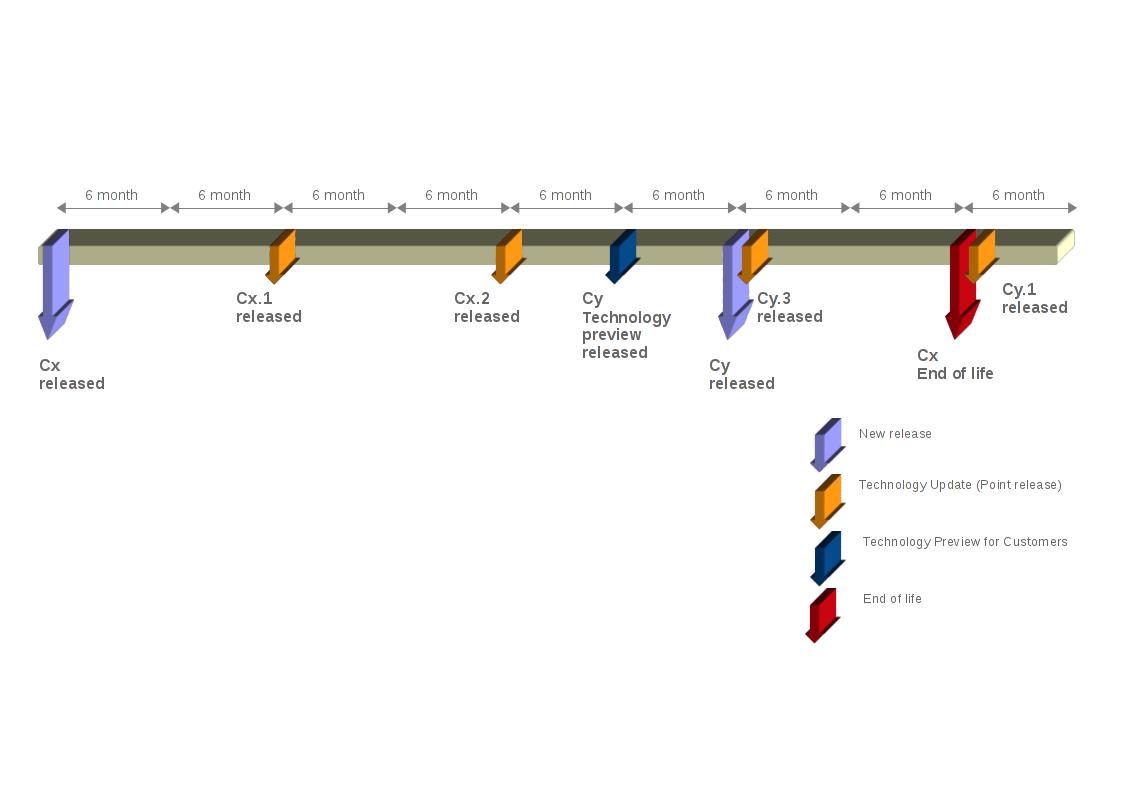 6 month 6 month 6 month 6 month 6 month 6 month 6 month 6 month 6 month
Cx
released
Cx.1
released
Cx.2
released
Cy
Technology
preview
released
Cy
released
Cy.3
released
Cx
End of life
Cy.1
released
New release
Technology Update (Point release)
Technology Preview for Customers
End of life